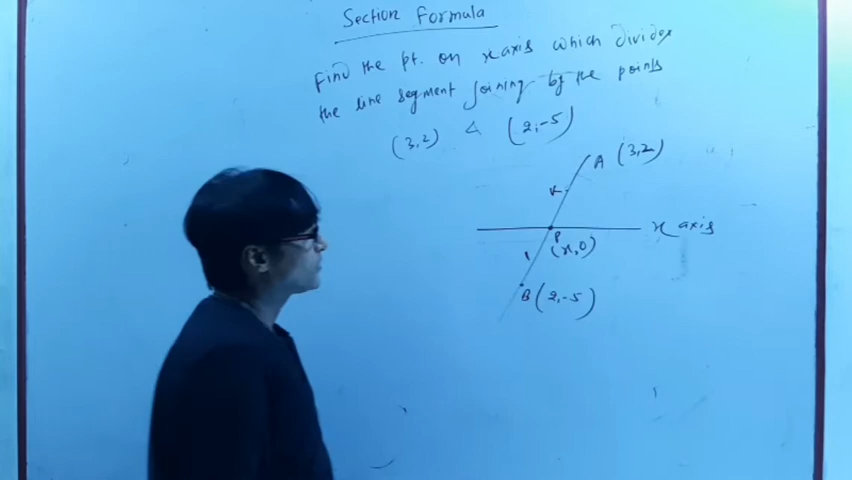 Section Formula
Find the pt. on x axis which divides
the line segment joining by the points
(3,2) & (2,-5)
A (3,2)
K
x axis
P
1 (x,0)
B (2,-5)